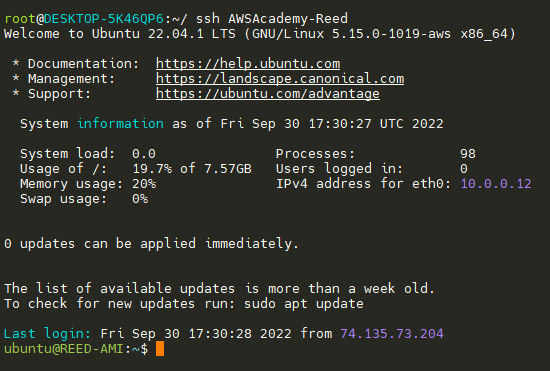 root@DESKTOP-5K46QP6:~/ ssh AWSAcademy-Reed
Welcome to Ubuntu 22.04.1 LTS (GNU/Linux 5.15.0-1019-aws x86_64)
* Documentation: https://help.ubuntu.com
* Management: https://landscape.canonical.com
* Support: https://ubuntu.com/advantage
System information as of Fri Sep 30 17:30:27 UTC 2022
System load: 0.0 Processes: 98
Usage of /: 19.7% of 7.57GB Users logged in: 0
Memory usage: 20% IPv4 address for eth0: 10.0.0.12
Swap usage: 0%
0 updates can be applied immediately.
The list of available updates is more than a week old.
To check for new updates run: sudo apt update
Last login: Fri Sep 30 17:30:28 2022 from 74.135.73.204
ubuntu@REED-AMI:~$